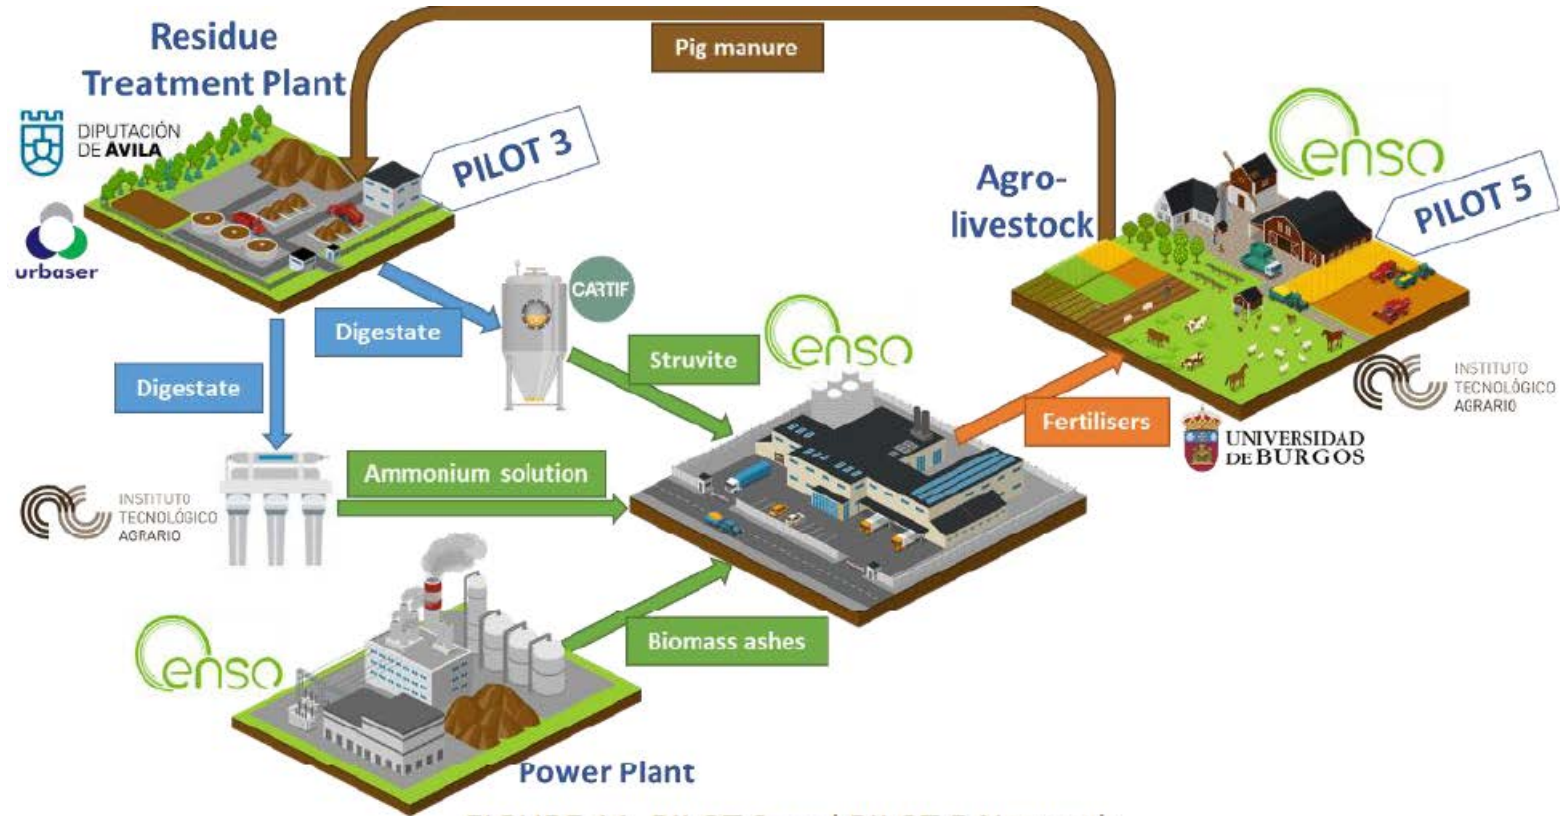 Pig manure
Residue
Treatment Plant
DIPUTACIÓN
DE ÁVILA
PILOT 3
urbaser
Agro-
livestock
enso
PILOT 5
CARTIF
Digestate
Digestate
Struvite
enso
Fertilisers
INSTITUTO
TECNOLÓGICO
AGRARIO
UNIVERSIDAD
DE BURGOS
Ammonium solution
INSTITUTO
TECNOLÓGICO
AGRARIO
Biomass ashes
enso
Power Plant